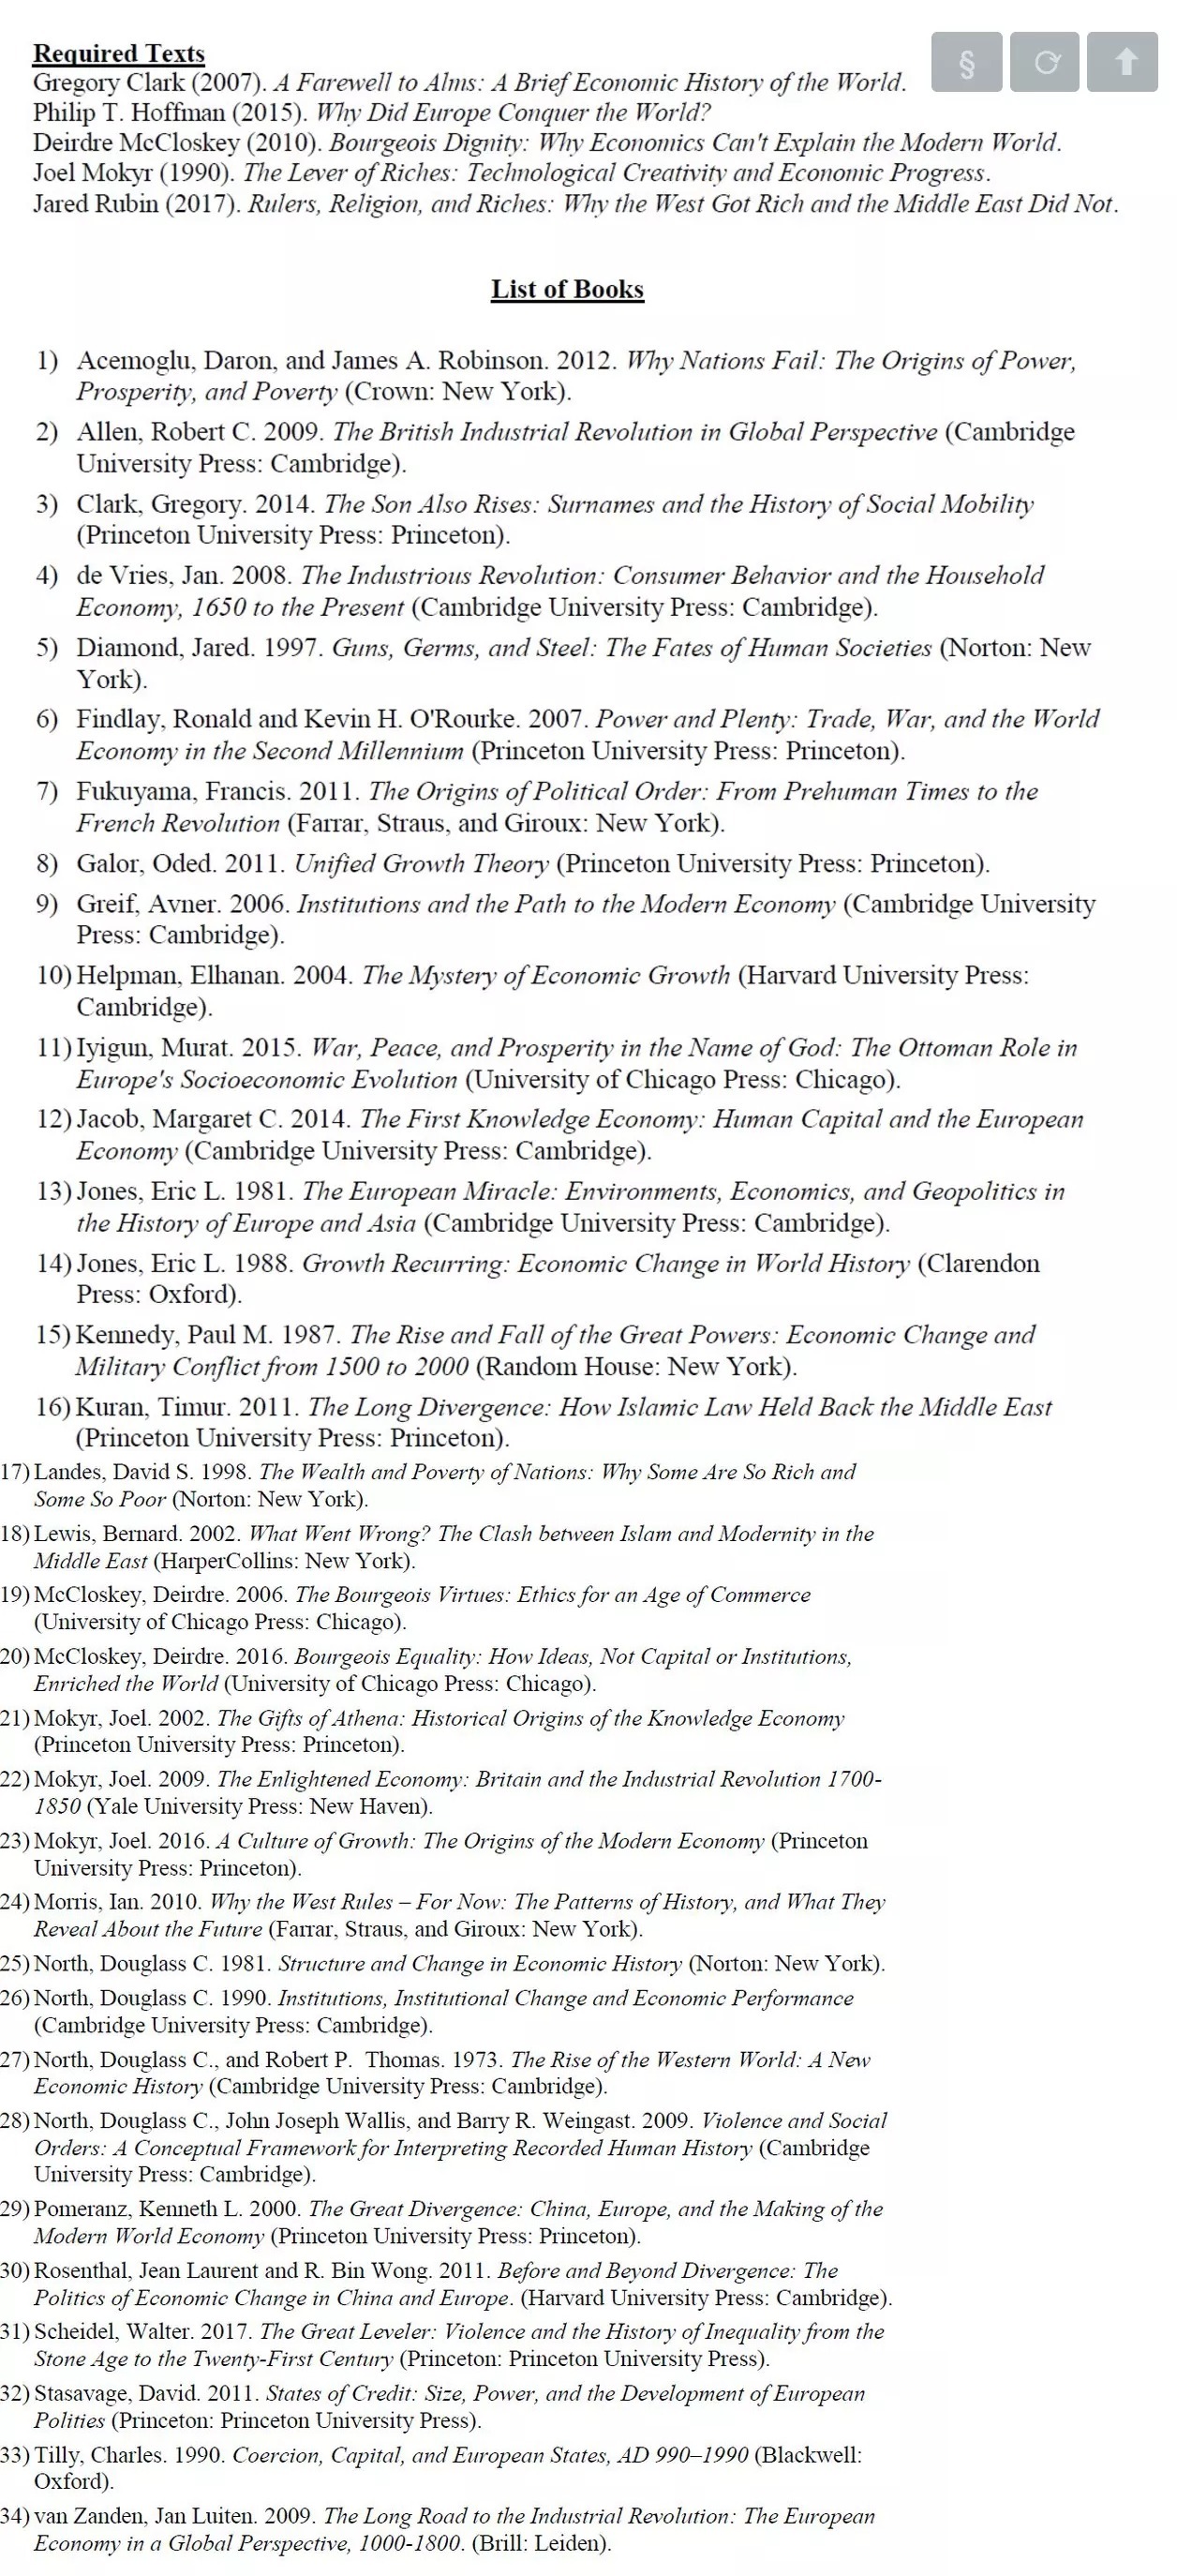 Required Texts
§
Gregory Clark (2007). A Farewell to Alms: A Brief Economic History of the World.
Philip T. Hoffman (2015). Why Did Europe Conquer the World?
Deirdre McCloskey (2010). Bourgeois Dignity: Why Economics Can't Explain the Modern World.
Joel Mokyr (1990). The Lever of Riches: Technological Creativity and Economic Progress.
Jared Rubin (2017). Rulers, Religion, and Riches: Why the West Got Rich and the Middle East Did Not.
List of Books
1) Acemoglu, Daron, and James A. Robinson. 2012. Why Nations Fail: The Origins of Power,
Prosperity, and Poverty (Crown: New York).
2) Allen, Robert C. 2009. The British Industrial Revolution in Global Perspective (Cambridge
University Press: Cambridge).
3) Clark, Gregory. 2014. The Son Also Rises: Surnames and the History of Social Mobility
(Princeton University Press: Princeton).
4) de Vries, Jan. 2008. The Industrious Revolution: Consumer Behavior and the Household
Economy, 1650 to the Present (Cambridge University Press: Cambridge).
5) Diamond, Jared. 1997. Guns, Germs, and Steel: The Fates of Human Societies (Norton: New
York).
6) Findlay, Ronald and Kevin H. O'Rourke. 2007. Power and Plenty: Trade, War, and the World
Economy in the Second Millennium (Princeton University Press: Princeton).
7) Fukuyama, Francis. 2011. The Origins of Political Order: From Prehuman Times to the
French Revolution (Farrar, Straus, and Giroux: New York).
8) Galor, Oded. 2011. Unified Growth Theory (Princeton University Press: Princeton).
9) Greif, Avner. 2006. Institutions and the Path to the Modern Economy (Cambridge University
Press: Cambridge).
10) Helpman, Elhanan. 2004. The Mystery of Economic Growth (Harvard University Press:
Cambridge).
11) Iyigun, Murat. 2015. War, Peace, and Prosperity in the Name of God: The Ottoman Role in
Europe's Socioeconomic Evolution (University of Chicago Press: Chicago).
12) Jacob, Margaret C. 2014. The First Knowledge Economy: Human Capital and the European
Economy (Cambridge University Press: Cambridge).
13) Jones, Eric L. 1981. The European Miracle: Environments, Economics, and Geopolitics in
the History of Europe and Asia (Cambridge University Press: Cambridge).
14) Jones, Eric L. 1988. Growth Recurring: Economic Change in World History (Clarendon
Press: Oxford).
15) Kennedy, Paul M. 1987. The Rise and Fall of the Great Powers: Economic Change and
Military Conflict from 1500 to 2000 (Random House: New York).
16) Kuran, Timur. 2011. The Long Divergence: How Islamic Law Held Back the Middle East
(Princeton University Press: Princeton).
17) Landes, David S. 1998. The Wealth and Poverty of Nations: Why Some Are So Rich and
Some So Poor (Norton: New York).
18) Lewis, Bernard. 2002. What Went Wrong? The Clash between Islam and Modernity in the
Middle East (HarperCollins: New York).
19) McCloskey, Deirdre. 2006. The Bourgeois Virtues: Ethics for an Age of Commerce
(University of Chicago Press: Chicago).
20) McCloskey, Deirdre. 2016. Bourgeois Equality: How Ideas, Not Capital or Institutions,
Enriched the World (University of Chicago Press: Chicago).
21) Mokyr, Joel. 2002. The Gifts of Athena: Historical Origins of the Knowledge Economy
(Princeton University Press: Princeton).
22) Mokyr, Joel. 2009. The Enlightened Economy: Britain and the Industrial Revolution 1700-
1850 (Yale University Press: New Haven).
23) Mokyr, Joel. 2016. A Culture of Growth: The Origins of the Modern Economy (Princeton
University Press: Princeton).
24) Morris, Ian. 2010. Why the West Rules – For Now: The Patterns of History, and What They
Reveal About the Future (Farrar, Straus, and Giroux: New York).
25) North, Douglass C. 1981. Structure and Change in Economic History (Norton: New York).
26) North, Douglass C. 1990. Institutions, Institutional Change and Economic Performance
(Cambridge University Press: Cambridge).
27) North, Douglass C., and Robert P. Thomas. 1973. The Rise of the Western World: A New
Economic History (Cambridge University Press: Cambridge).
28) North, Douglass C., John Joseph Wallis, and Barry R. Weingast. 2009. Violence and Social
Orders: A Conceptual Framework for Interpreting Recorded Human History (Cambridge
University Press: Cambridge).
29) Pomeranz, Kenneth L. 2000. The Great Divergence: China, Europe, and the Making of the
Modern World Economy (Princeton University Press: Princeton).
30) Rosenthal, Jean Laurent and R. Bin Wong. 2011. Before and Beyond Divergence: The
Politics of Economic Change in China and Europe. (Harvard University Press: Cambridge).
31) Scheidel, Walter. 2017. The Great Leveler: Violence and the History of Inequality from the
Stone Age to the Twenty-First Century (Princeton: Princeton University Press).
32) Stasavage, David. 2011. States of Credit: Size, Power, and the Development of European
Polities (Princeton: Princeton University Press).
33) Tilly, Charles. 1990. Coercion, Capital, and European States, AD 990–1990 (Blackwell:
Oxford).
34) van Zanden, Jan Luiten. 2009. The Long Road to the Industrial Revolution: The European
Economy in a Global Perspective, 1000-1800. (Brill: Leiden).